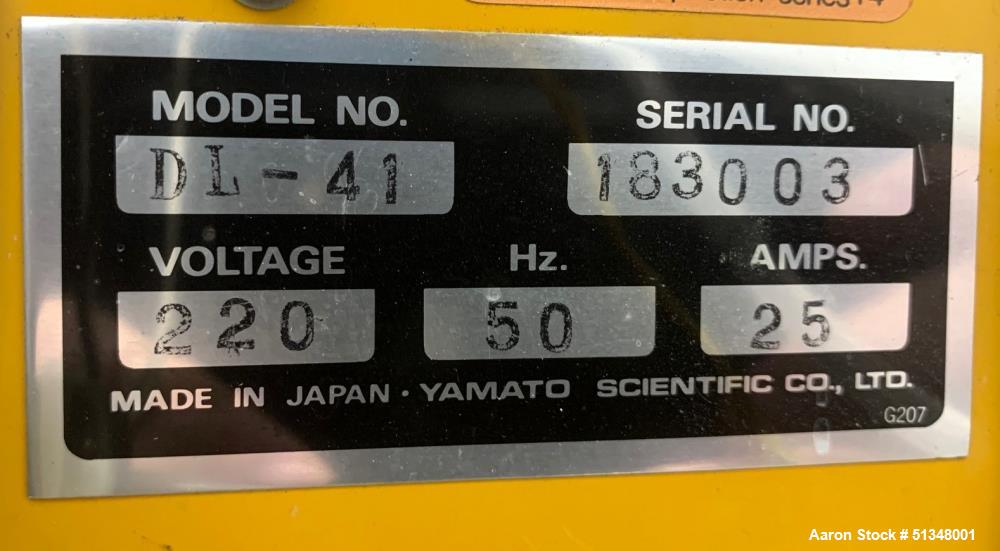 MODEL NO. SERIAL NO.
DL-41 183003
VOLTAGE Hz. AMPS.
220 50 25
MADE IN JAPAN · YAMATO SCIENTIFIC CO., LTD.
G207
Aaron Stock # 51348001